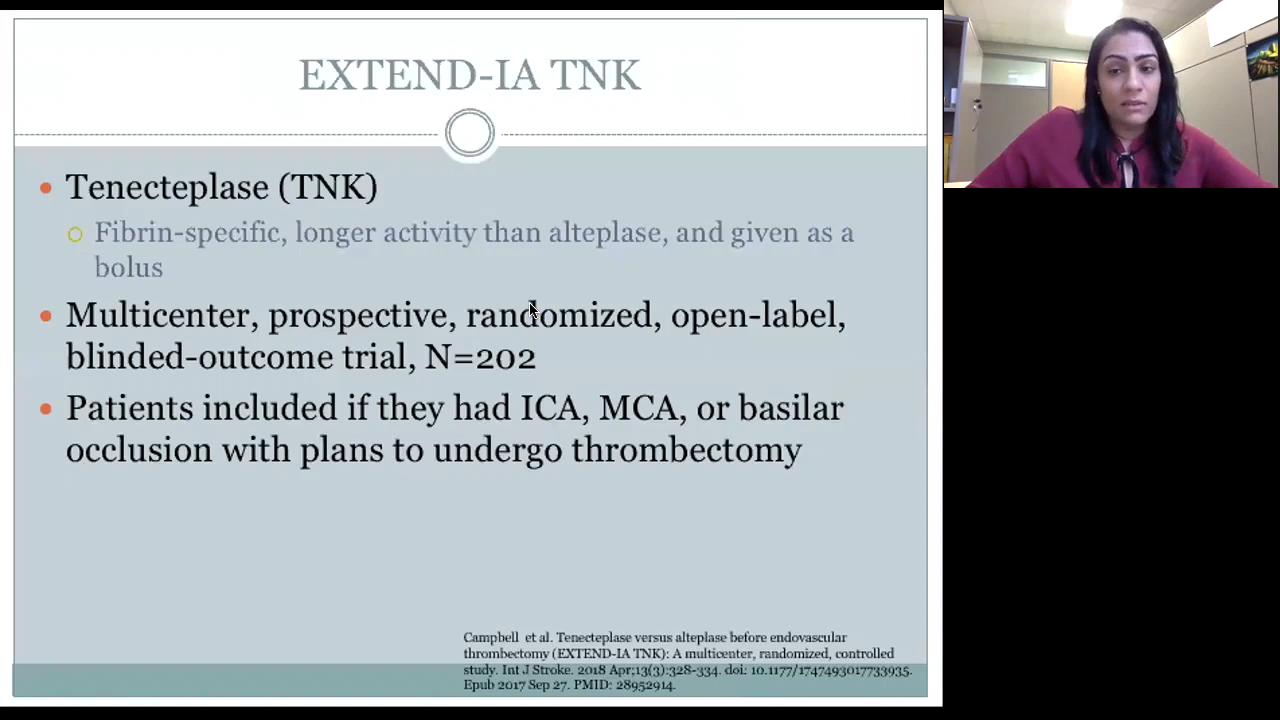 EXTEND-IA TNK
Tenecteplase (TNK)
Fibrin-specific, longer activity than alteplase, and given as a
bolus
Multicenter, prospective, randomized, open-label,
blinded-outcome trial, N=202
Patients included if they had ICA, MCA, or basilar
occlusion with plans to undergo thrombectomy
Campbell et al. Tenecteplase versus alteplase before endovascular
thrombectomy (EXTEND-IA TNK): A multicenter, randomized, controlled
study. Int J Stroke. 2018 Apr;13(3):328-334. doi: 10.1177/1747493017733935.
Epub 2017 Sep 27. PMID: 28952914.